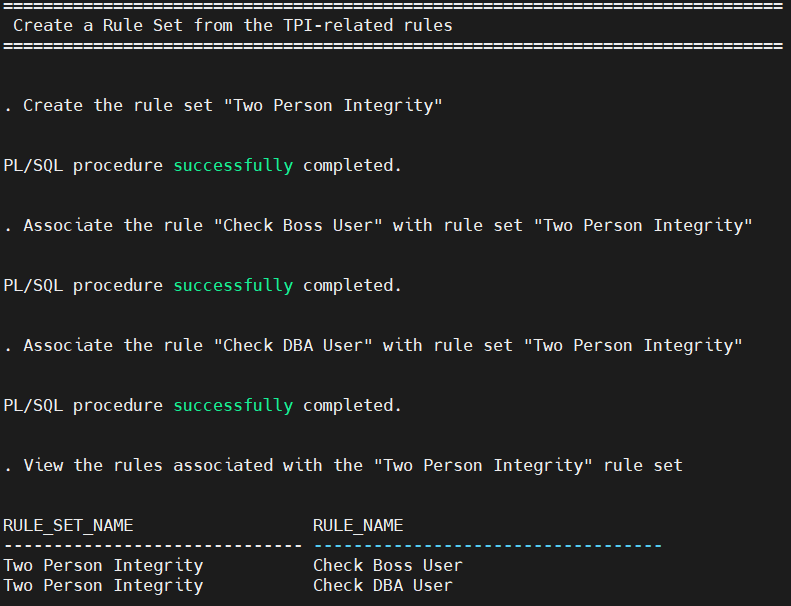 ==============================================================================
 Create a Rule Set from the TPI-related rules
==============================================================================
. Create the rule set "Two Person Integrity"
PL/SQL procedure successfully completed.
. Associate the rule "Check Boss User" with rule set "Two Person Integrity"
PL/SQL procedure successfully completed.
. Associate the rule "Check DBA User" with rule set "Two Person Integrity"
PL/SQL procedure successfully completed.
. View the rules associated with the "Two Person Integrity" rule set
RULE_SET_NAME                  RULE_NAME
------------------------------ -----------------------------------
Two Person Integrity           Check Boss User
Two Person Integrity           Check DBA User